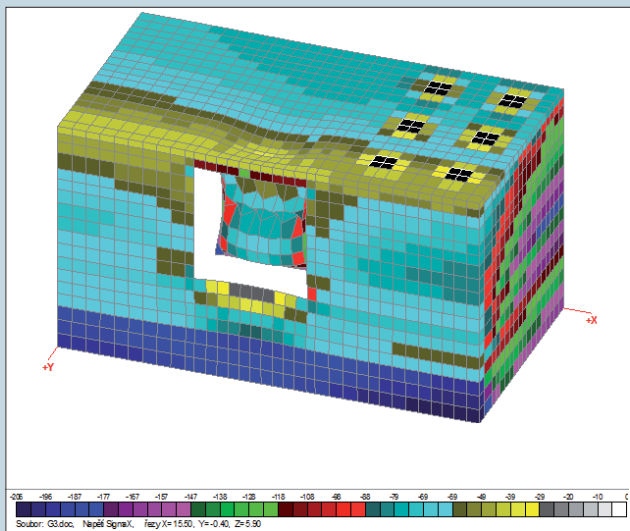 +X
+Y
-206 -196 -187 -177 -167 -157 -147 -138 -128 -118 -108 -98 -88 -79 -69 -59 -49 -39 -29 -20 -10 0
Soubor: G3.doc, Napětí SigmaX, řezy X= 15.50, Y=-0.40, Z=5.90